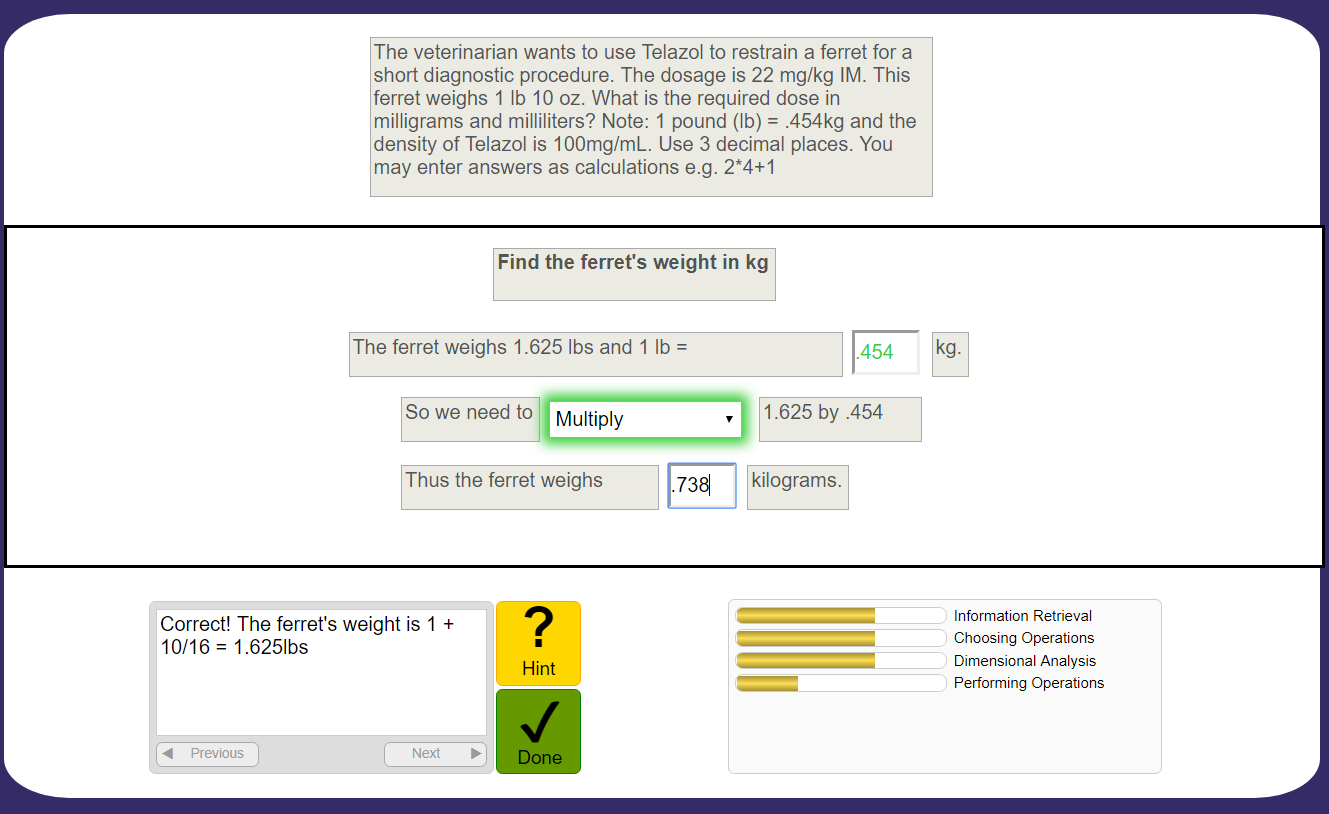 The veterinarian wants to use Telazol to restrain a ferret for a
short diagnostic procedure. The dosage is 22 mg/kg IM. This
ferret weighs 1 lb 10 oz. What is the required dose in
milligrams and milliliters? Note: 1 pound (lb) = .454kg and the
density of Telazol is 100mg/mL. Use 3 decimal places. You
may enter answers as calculations e.g. 2*4+1
Find the ferret's weight in kg
The ferret weighs 1.625 lbs and 1 lb = .454 kg.
So we need to Multiply 1.625 by .454
Thus the ferret weighs .738 kilograms.
Correct! The ferret's weight is 1 +
10/16 = 1.625lbs
Previous Next
?
Hint
Done
Information Retrieval
Choosing Operations
Dimensional Analysis
Performing Operations